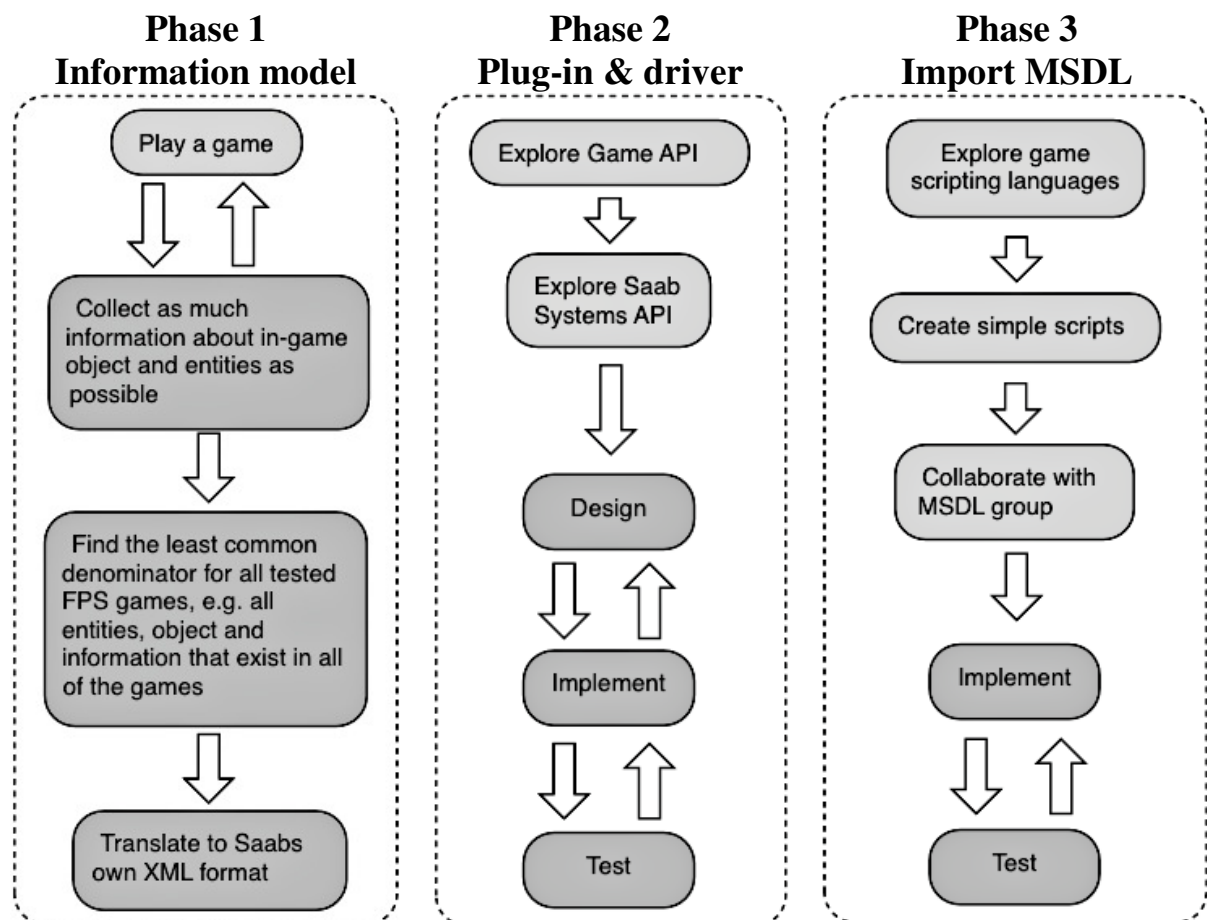 Phase 1
Information model
Play a game
Collect as much
information about in-game
object and entities as
possible
Find the least common
denominator for all tested
FPS games, e.g. all
entities, object and
information that exist in all
of the games
Translate to Saabs
own XML format
Phase 2
Plug-in & driver
Explore Game API
Explore Saab
Systems API
Design
Implement
Test
Phase 3
Import MSDL
Explore game
scripting languages
Create simple scripts
Collaborate with
MSDL group
Implement
Test